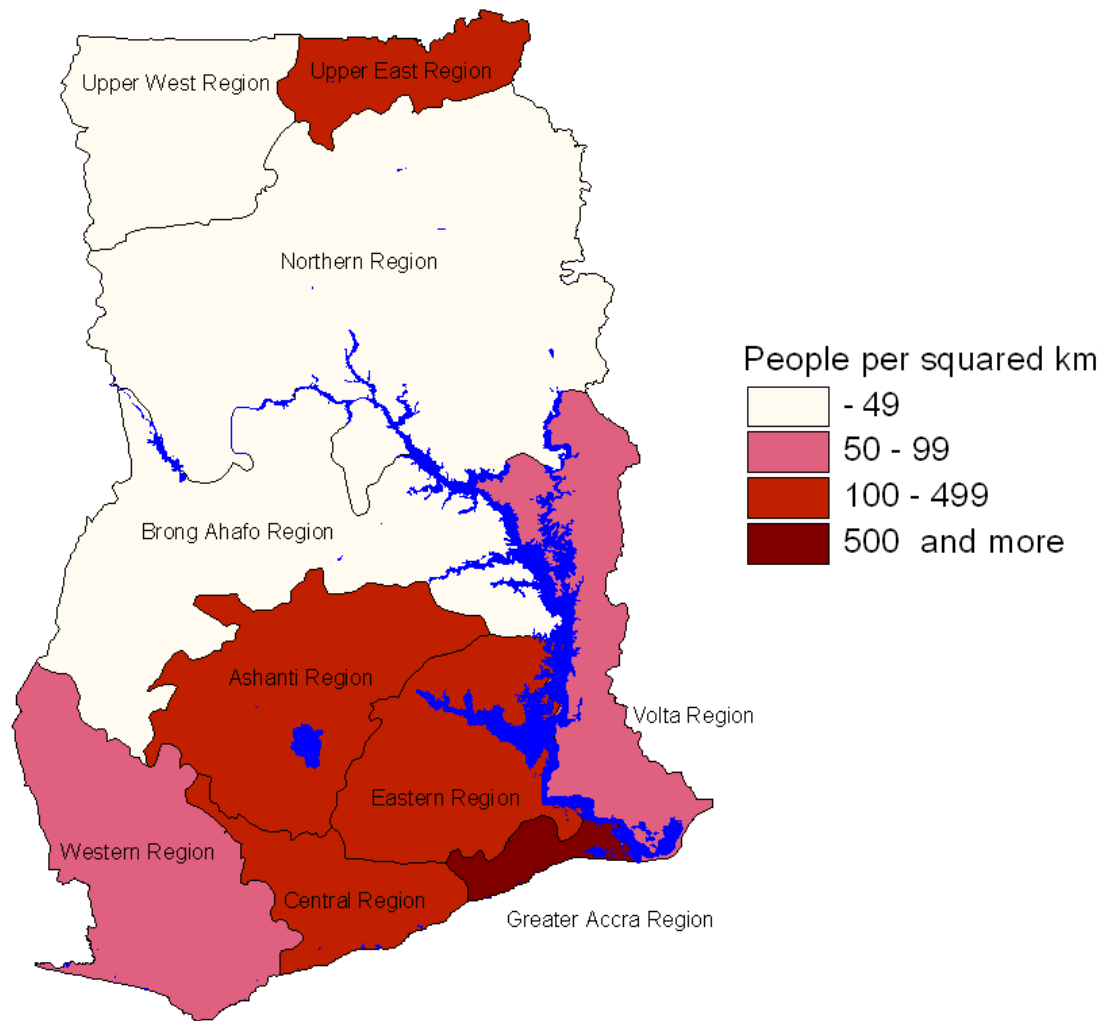 Upper West Region
Upper East Region
Northern Region
People per squared km
- 49
50 - 99
100 - 499
500 and more
Brong Ahafo Region
Ashanti Region
Volta Region
Eastern Region
Western Region
Central Region
Greater Accra Region